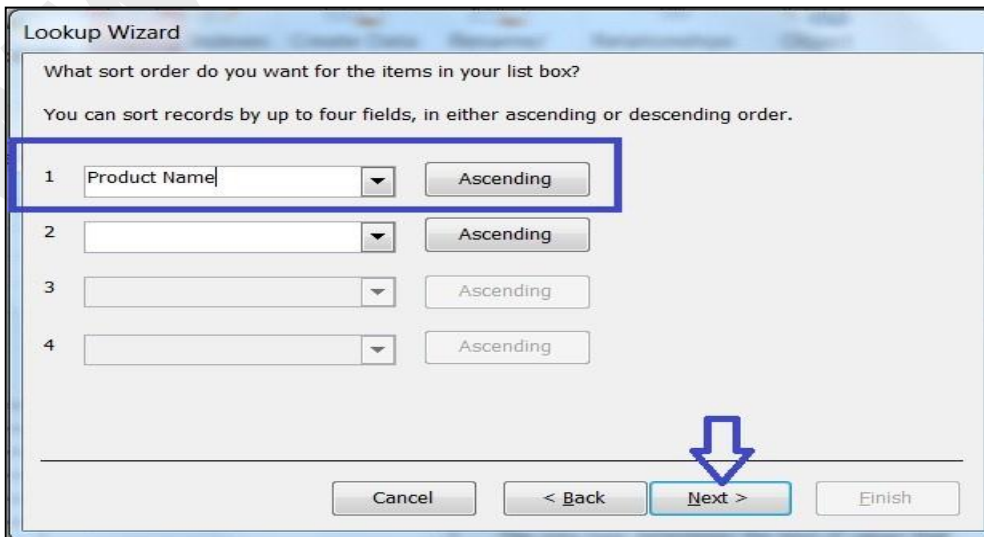 Lookup Wizard
What sort order do you want for the items in your list box?
You can sort records by up to four fields, in either ascending or descending order.
1 Product Name Ascending
2 Ascending
3 Ascending
4 Ascending
Cancel < Back Next > Finish